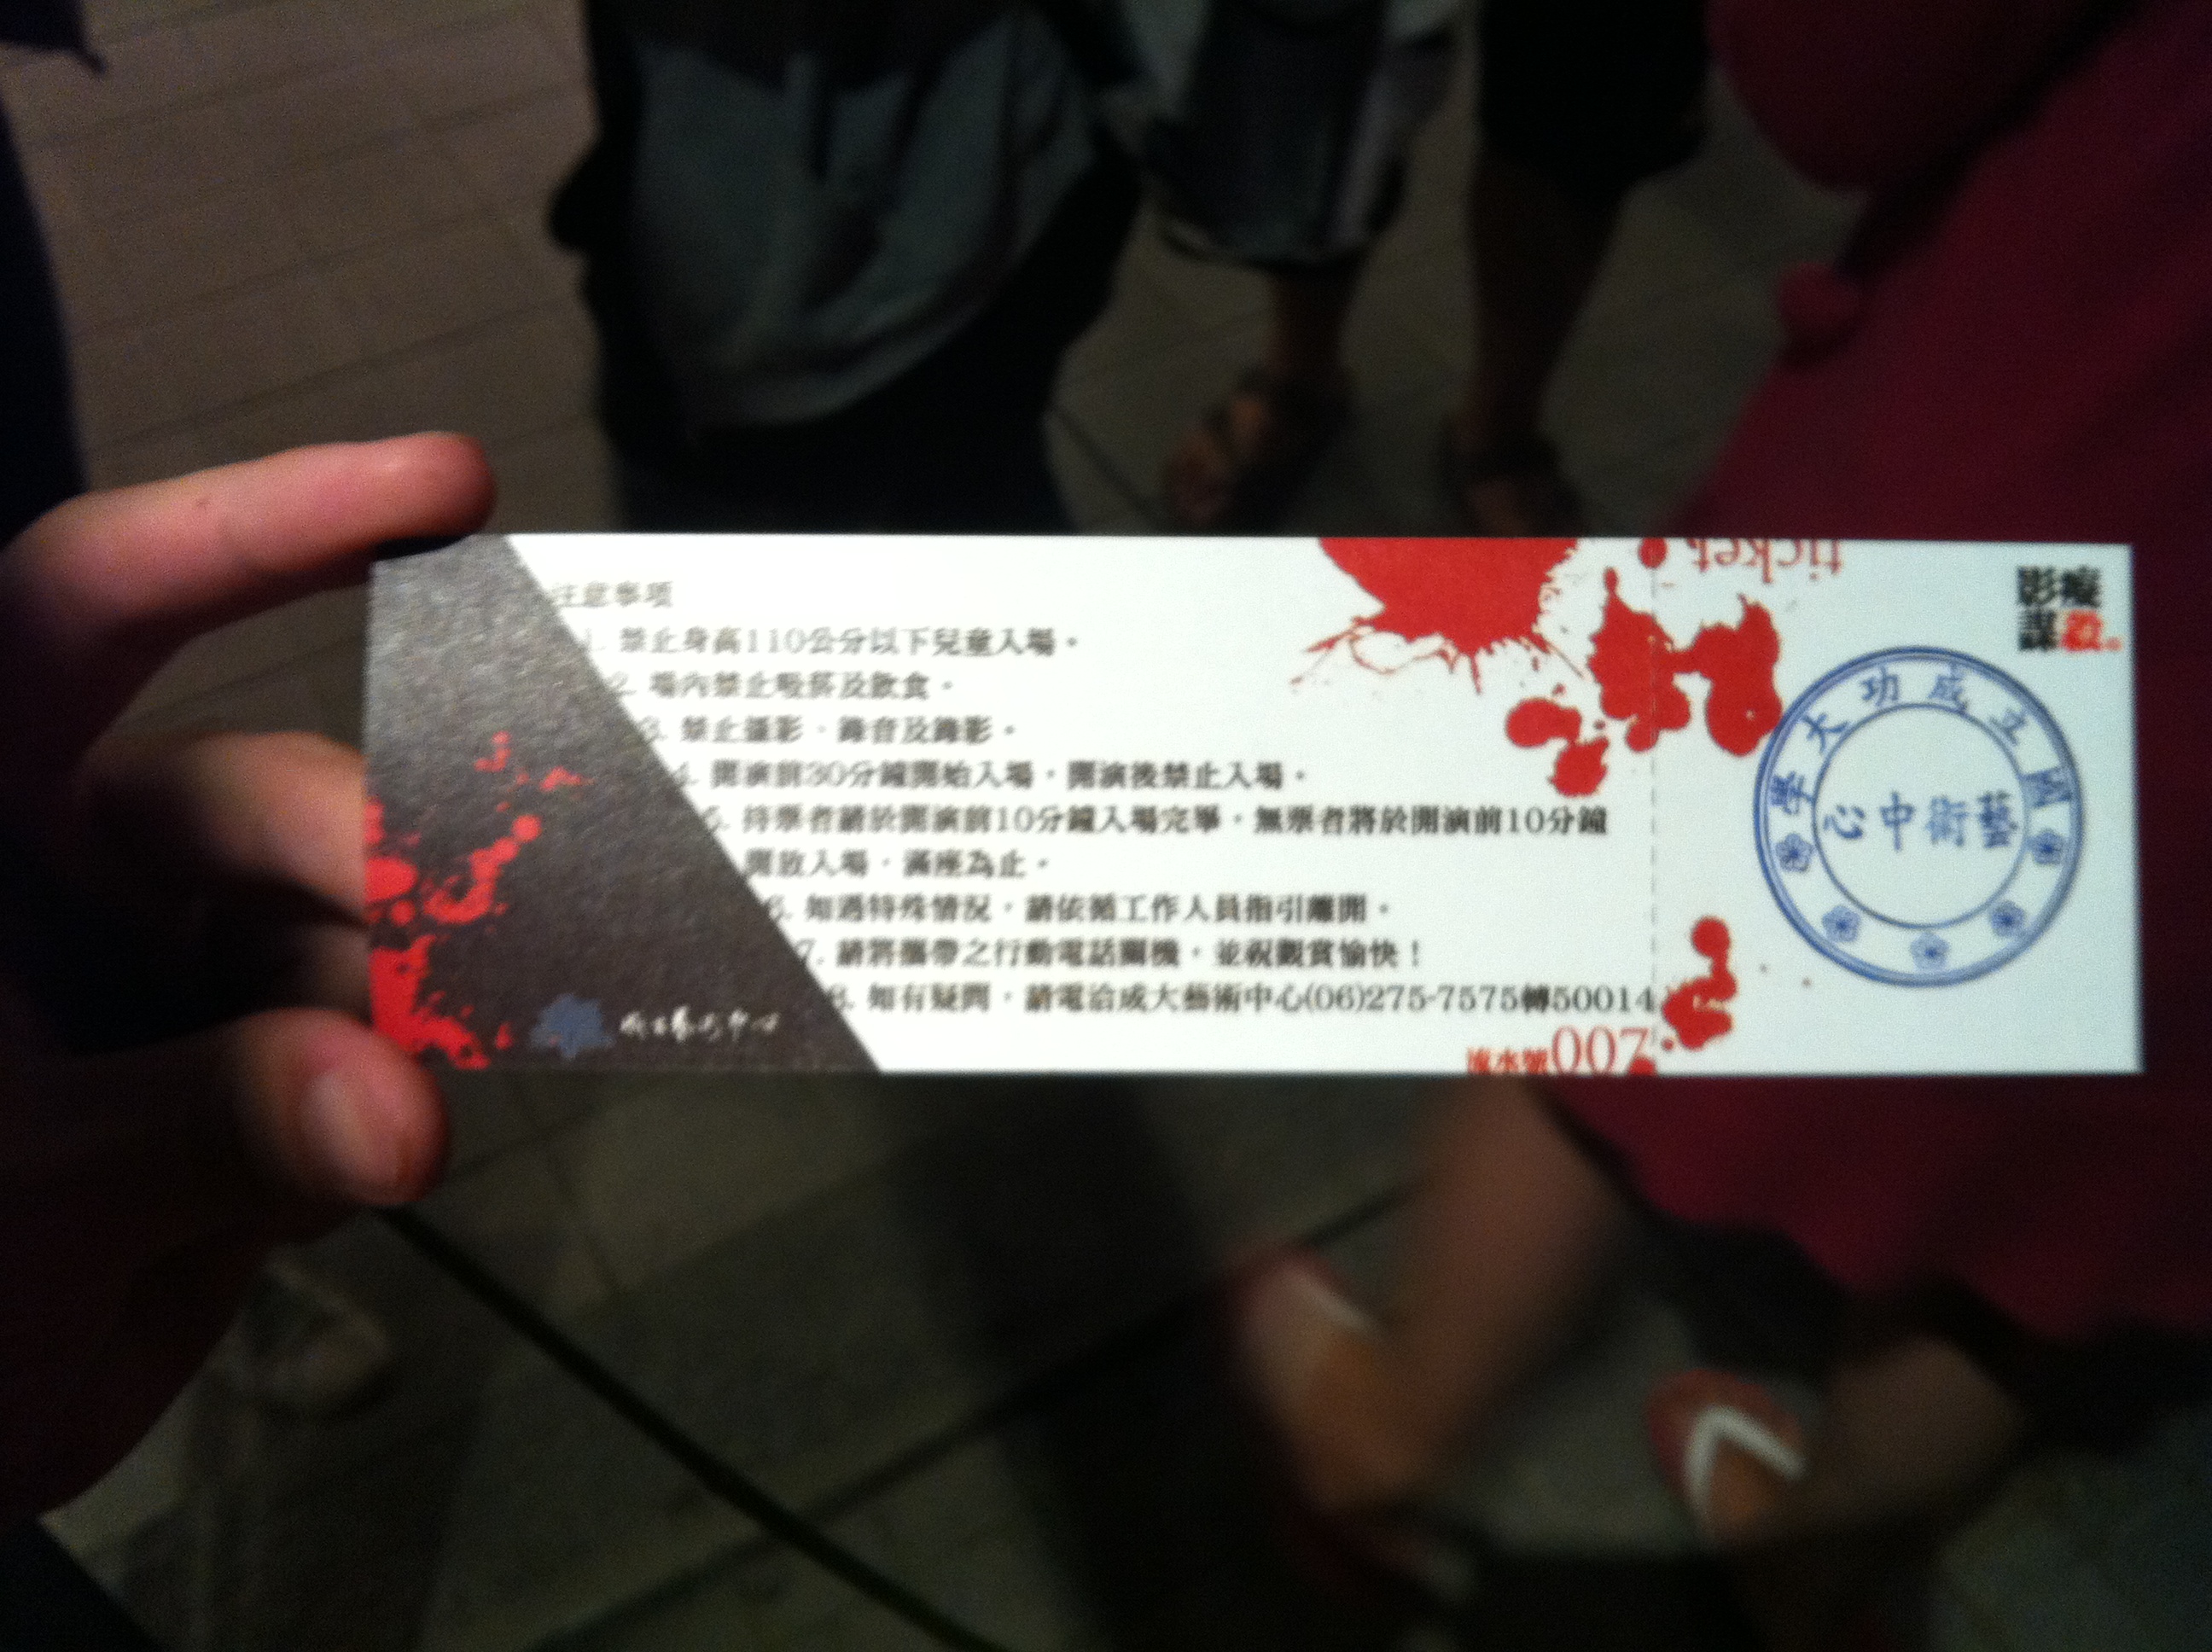 注意事項
1. 禁止身高110公分以下兒童入場。
2. 場內禁止吸菸及飲食。
3. 禁止攝影、錄音及錄影。
4. 開演前30分鐘開始入場，開演後禁止入場。
5. 持票者請於開演前10分鐘入場完畢，無票者將於開演前10分鐘
開放入場，滿座為止。
6. 如遇特殊情況，請依循工作人員指引離開。
7. 請將攜帶之行動電話關機，並祝觀賞愉快！
8. 如有疑問，請電洽成大藝術中心(06)275-7575轉50014
流水號007
成大藝術中心
ticket
影癡
謀殺。
國立成功大學
藝術中心